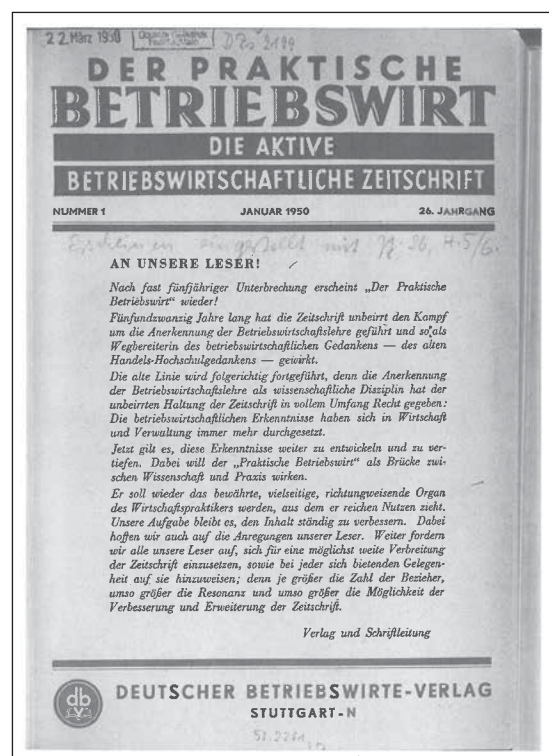 22. März 1950
DZs 2199
DER PRAKTISCHE
BETRIEBSWIRT
DIE AKTIVE
BETRIEBSWIRTSCHAFTLICHE ZEITSCHRIFT
NUMMER 1 JANUAR 1950 26. JAHRGANG
Erscheinen eingestellt mit Jg. 26, H. 5/6.
AN UNSERE LESER!
Nach fast fünfjähriger Unterbrechung erscheint „Der Praktische
Betriebswirt“ wieder!
Fünfundzwanzig Jahre lang hat die Zeitschrift unbeirrt den Kampf
um die Anerkennung der Betriebswirtschaftslehre geführt und so als
Wegbereiterin des betriebswirtschaftlichen Gedankens — des alten
Handels-Hochschulgedankens — gewirkt.
Die alte Linie wird folgerichtig fortgeführt, denn die Anerkennung
der Betriebswirtschaftslehre als wissenschaftliche Disziplin hat der
unbeirrten Haltung der Zeitschrift in vollem Umfang Recht gegeben:
Die betriebswirtschaftlichen Erkenntnisse haben sich in Wirtschaft
und Verwaltung immer mehr durchgesetzt.
Jetzt gilt es, diese Erkenntnisse weiter zu entwickeln und zu ver-
tiefen. Dabei will der „Praktische Betriebswirt“ als Brücke zwi-
schen Wissenschaft und Praxis wirken.
Er soll wieder das bewährte, vielseitige, richtungweisende Organ
des Wirtschaftspraktikers werden, aus dem er reichen Nutzen zieht.
Unsere Aufgabe bleibt es, den Inhalt ständig zu verbessern. Dabei
hoffen wir auch auf die Anregungen unserer Leser. Weiter fordern
wir alle unsere Leser auf, sich für eine möglichst weite Verbreitung
der Zeitschrift einzusetzen, sowie bei jeder sich bietenden Gelegen-
heit auf sie hinzuweisen; denn je größer die Zahl der Bezieher,
umso größer die Resonanz und umso größer die Möglichkeit der
Verbesserung und Erweiterung der Zeitschrift.
Verlag und Schriftleitung
db
V
DEUTSCHER BETRIEBSWIRTE-VERLAG
STUTTGART-N